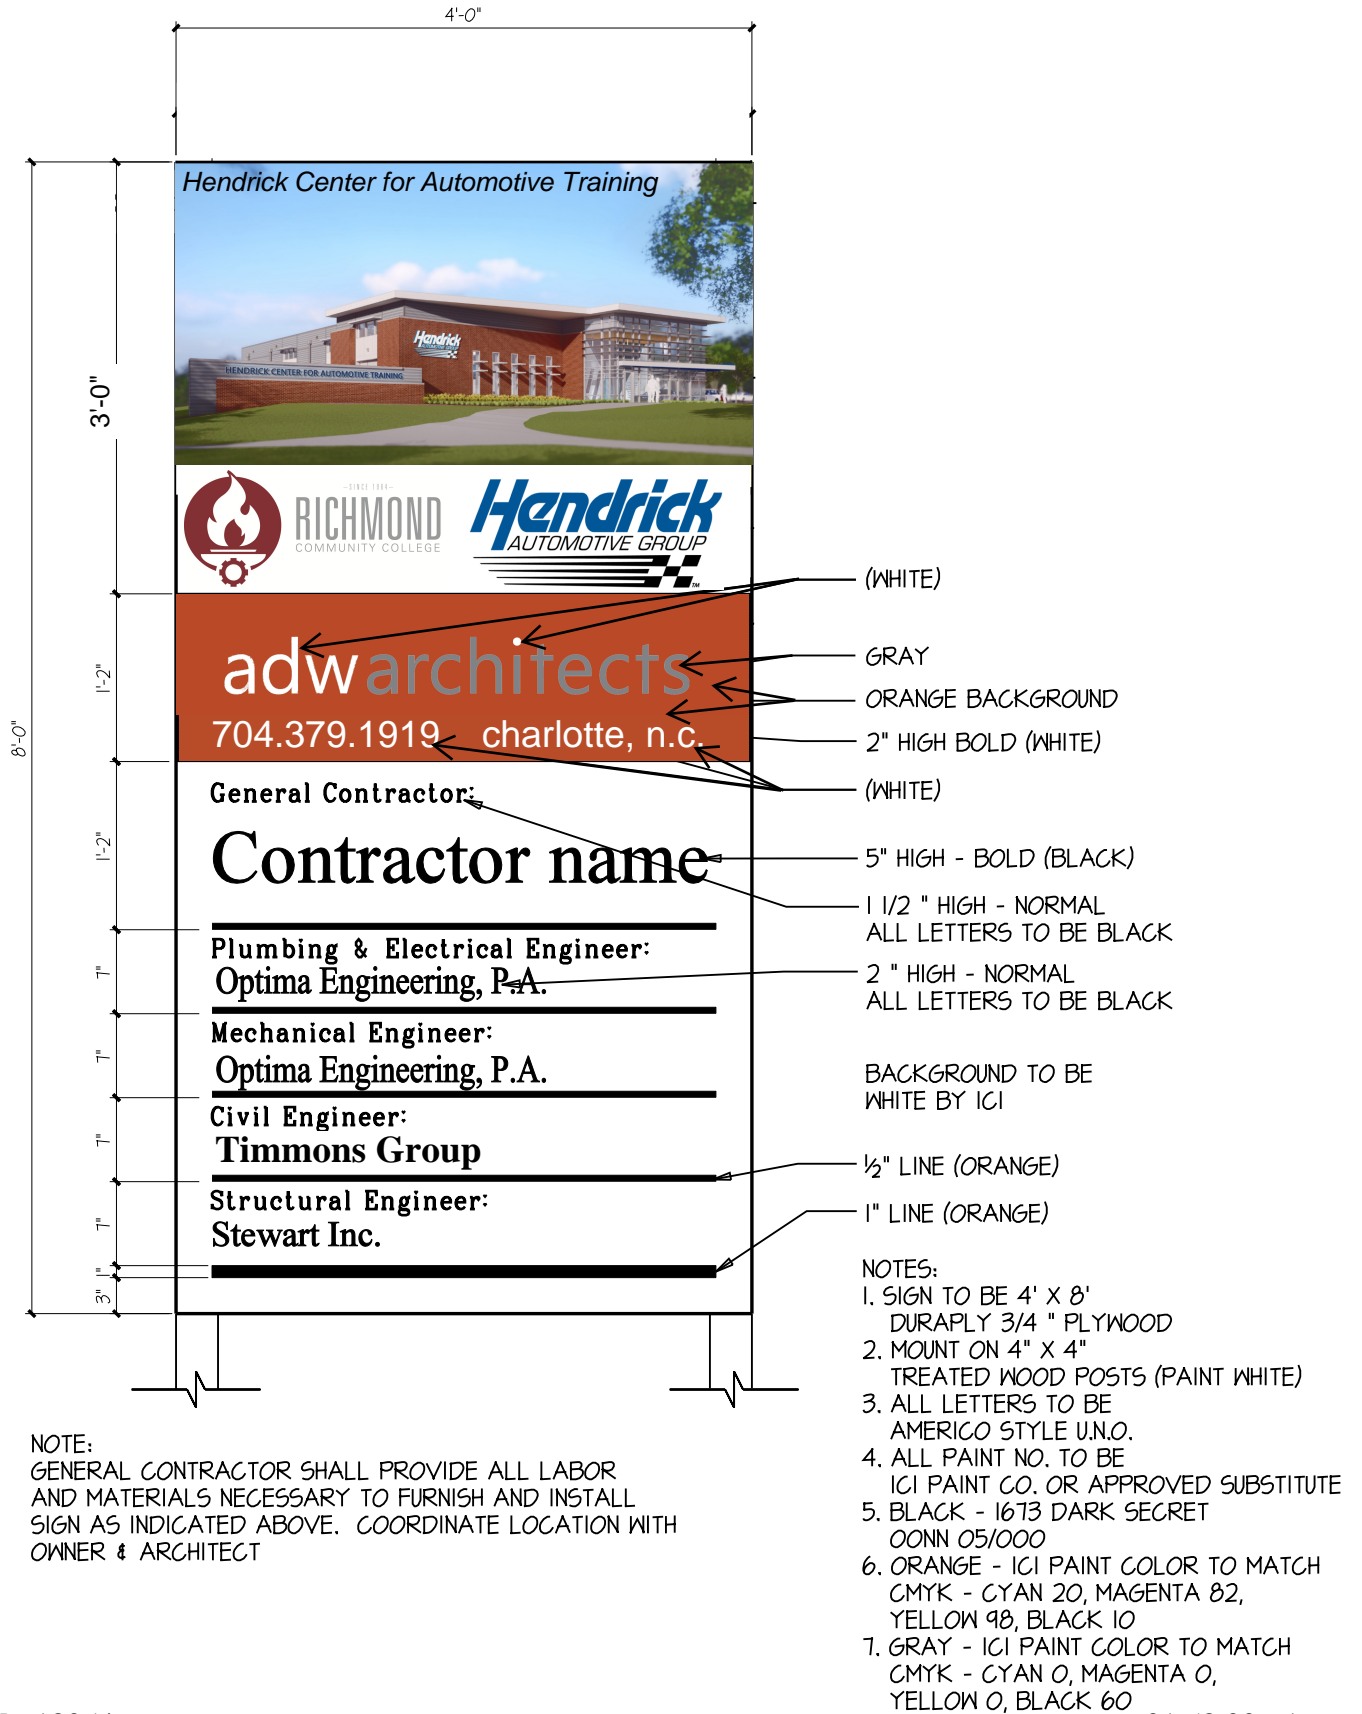 4'-0"
Hendrick Center for Automotive Training
Hendrick
AUTOMOTIVE GROUP
HENDRICK CENTER FOR AUTOMOTIVE TRAINING
3'-0"
RICHMOND
COMMUNITY COLLEGE
Hendrick
AUTOMOTIVE GROUP
TM
(WHITE)
adwarchitects
GRAY
1'-2"
ORANGE BACKGROUND
8'-0"
704.379.1919 charlotte, n.c.
2" HIGH BOLD (WHITE)
(WHITE)
General Contractor:
1'-2"
Contractor name
5" HIGH - BOLD (BLACK)
1 1/2 " HIGH - NORMAL
ALL LETTERS TO BE BLACK
Plumbing & Electrical Engineer:
7"
Optima Engineering, P.A.
2 " HIGH - NORMAL
ALL LETTERS TO BE BLACK
Mechanical Engineer:
7"
Optima Engineering, P.A.
BACKGROUND TO BE
WHITE BY ICI
Civil Engineer:
7"
Timmons Group
½" LINE (ORANGE)
Structural Engineer:
7"
Stewart Inc.
1" LINE (ORANGE)
1"
3"
NOTES:
1. SIGN TO BE 4' X 8'
DURAPLY 3/4 " PLYWOOD
2. MOUNT ON 4" X 4"
TREATED WOOD POSTS (PAINT WHITE)
3. ALL LETTERS TO BE
AMERICO STYLE U.N.O.
4. ALL PAINT NO. TO BE
ICI PAINT CO. OR APPROVED SUBSTITUTE
5. BLACK - 1673 DARK SECRET
00NN 05/000
6. ORANGE - ICI PAINT COLOR TO MATCH
CMYK - CYAN 20, MAGENTA 82,
YELLOW 98, BLACK 10
7. GRAY - ICI PAINT COLOR TO MATCH
CMYK - CYAN 0, MAGENTA 0,
YELLOW 0, BLACK 60
NOTE:
GENERAL CONTRACTOR SHALL PROVIDE ALL LABOR
AND MATERIALS NECESSARY TO FURNISH AND INSTALL
SIGN AS INDICATED ABOVE. COORDINATE LOCATION WITH
OWNER & ARCHITECT